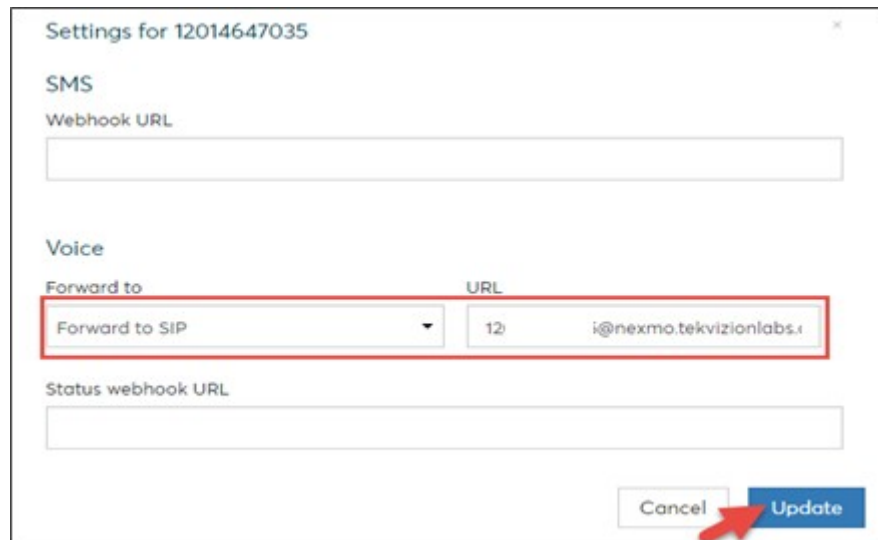 Settings for 12014647035
×
SMS
Webhook URL
Voice
Forward to URL
Forward to SIP 12 @nexmo.tekvizionlabs.
Status webhook URL
Cancel Update